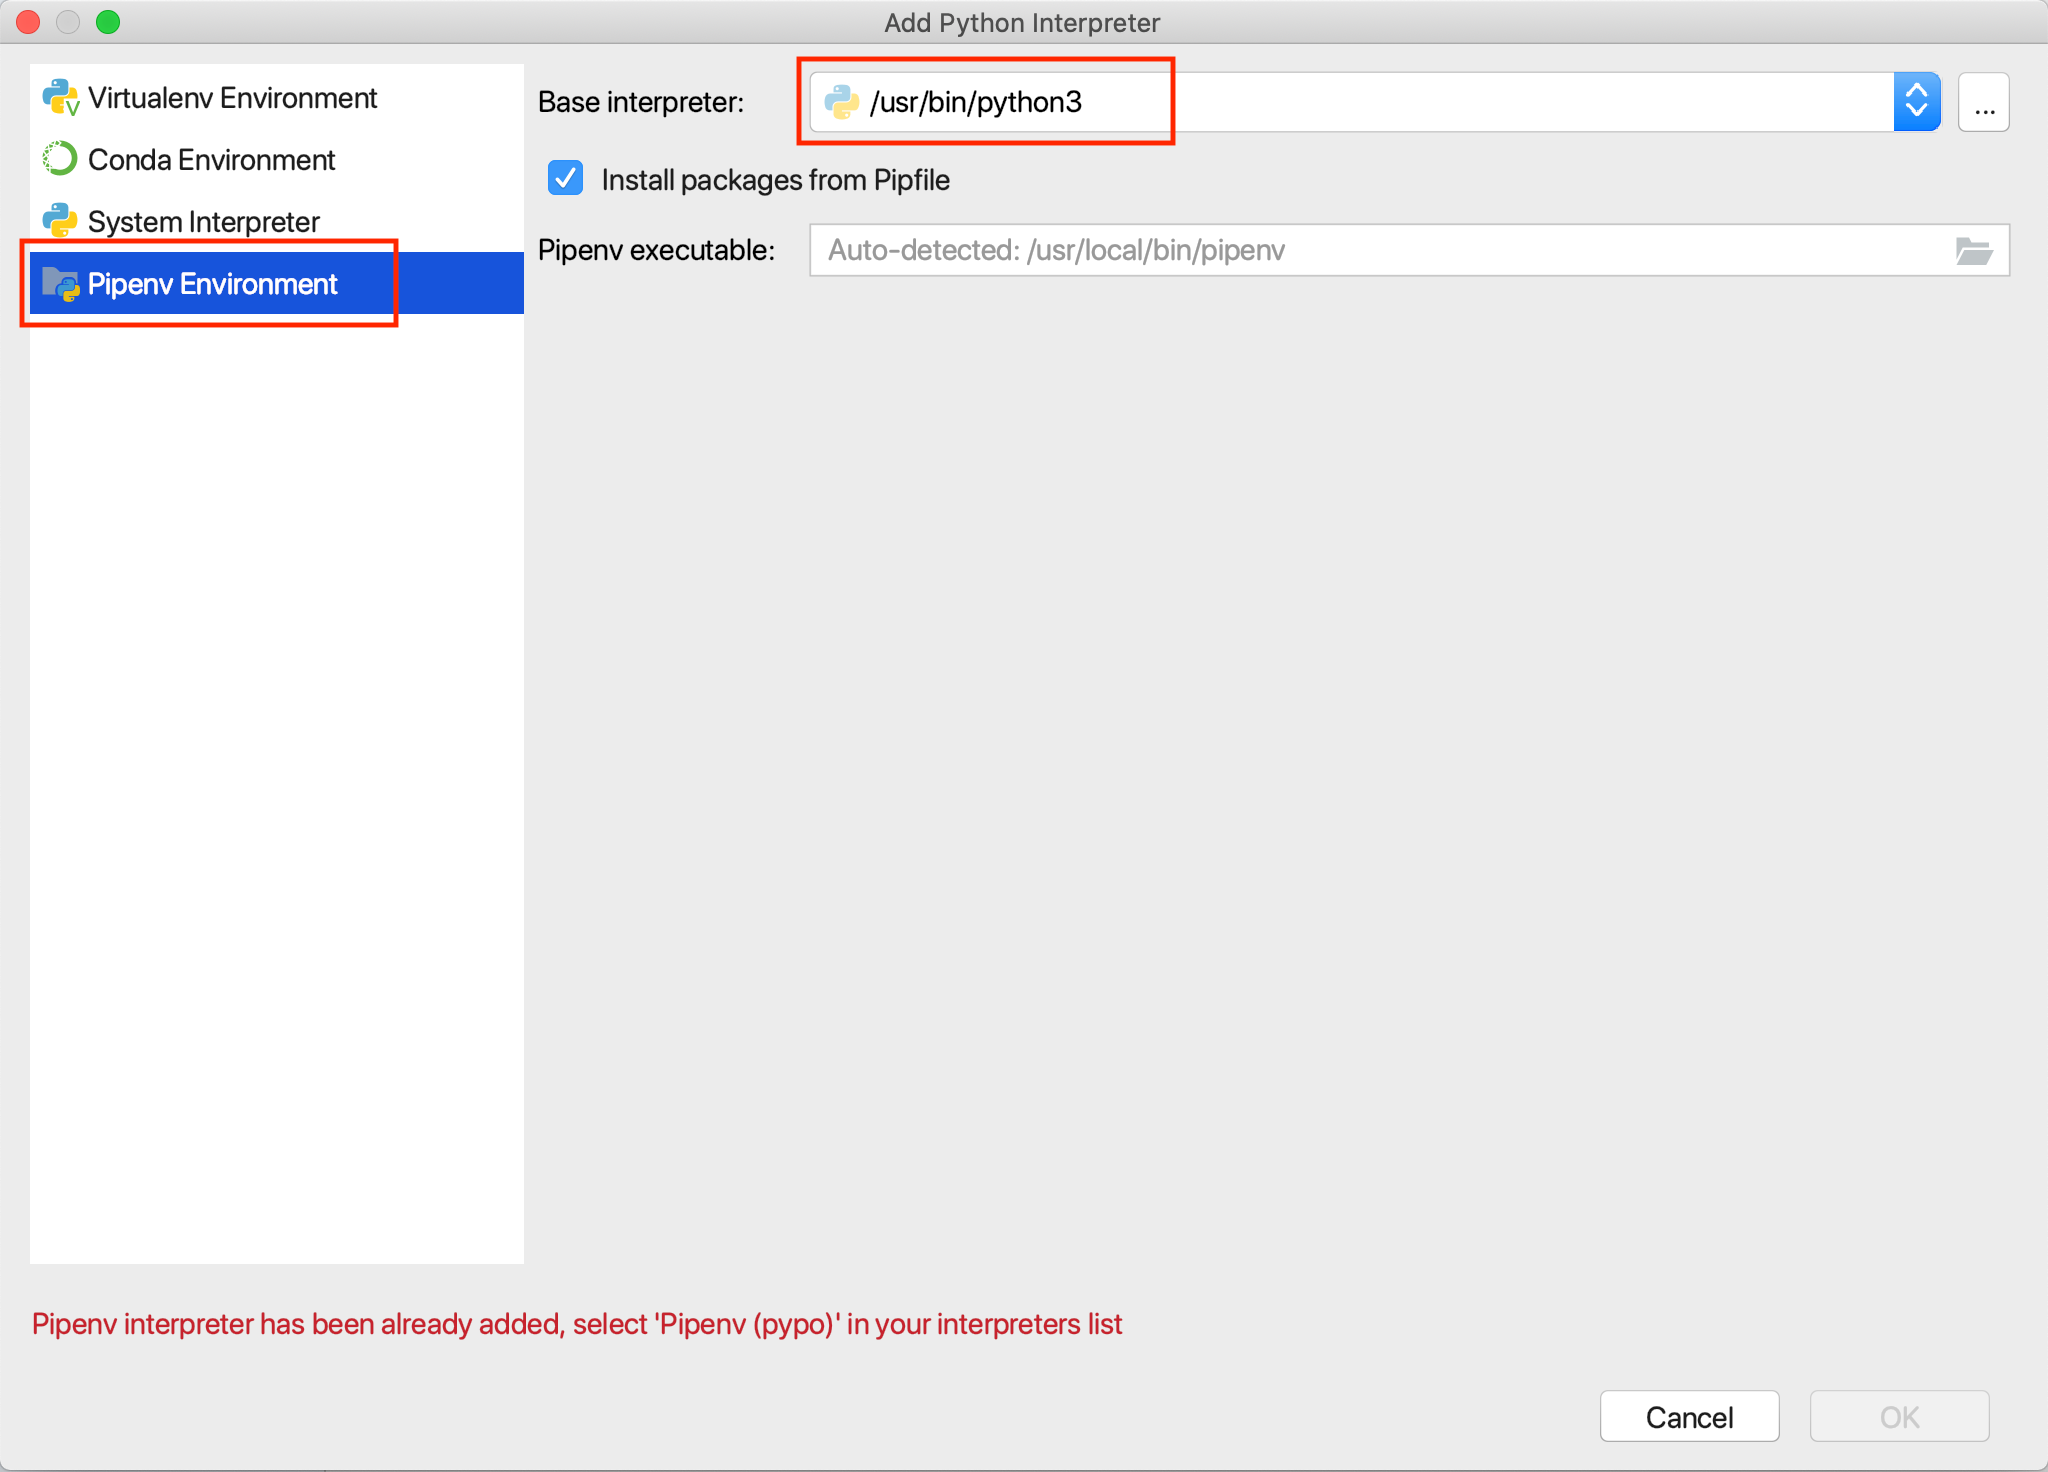 Add Python Interpreter
Virtualenv Environment
Conda Environment
System Interpreter
Pipenv Environment
Base interpreter: /usr/bin/python3 ...
Install packages from Pipfile
Pipenv executable: Auto-detected: /usr/local/bin/pipenv
Pipenv interpreter has been already added, select 'Pipenv (pypo)' in your interpreters list
Cancel OK